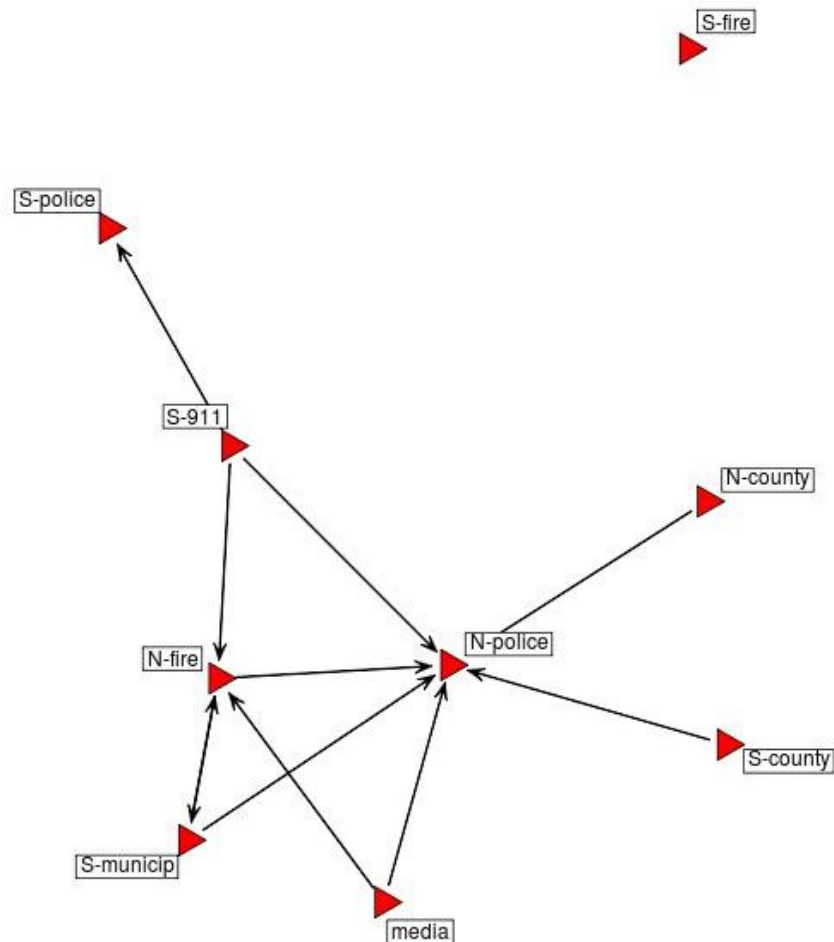 S-fire
S-police
S-911
N-county
N-police
N-fire
S-county
S-municip
media